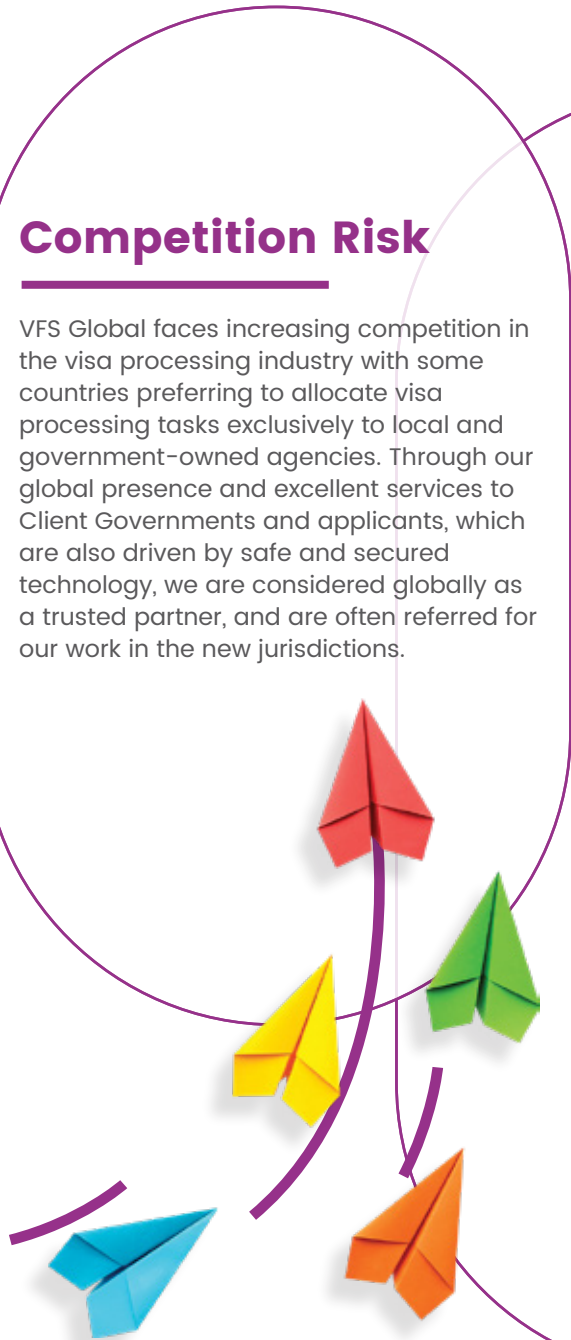 Competition Risk
VFS Global faces increasing competition in
the visa processing industry with some
countries preferring to allocate visa
processing tasks exclusively to local and
government-owned agencies. Through our
global presence and excellent services to
Client Governments and applicants, which
are also driven by safe and secured
technology, we are considered globally as
a trusted partner, and are often referred for
our work in the new jurisdictions.